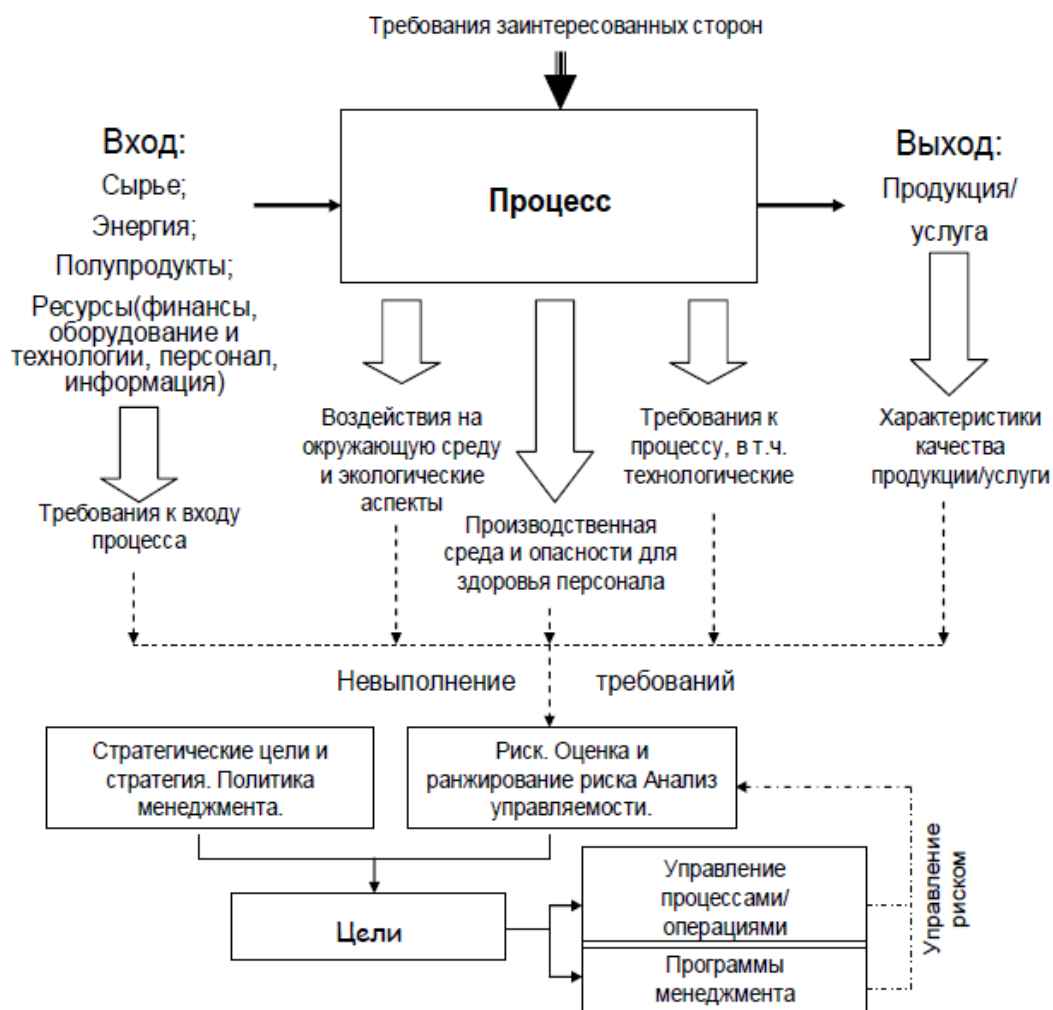 Требования заинтересованных сторон
Вход:
Сырье;
Энергия;
Полупродукты;
Ресурсы(финансы,
оборудование и
технологии, персонал,
информация)
Процесс
Выход:
Продукция/
услуга
Требования к входу
процесса
Воздействия на
окружающую среду
и экологические
аспекты
Производственная
среда и опасности для
здоровья персонала
Требования к
процессу, в т.ч.
технологические
Характеристики
качества
продукции/услуги
Невыполнение требований
Стратегические цели и
стратегия. Политика
менеджмента.
Риск. Оценка и
ранжирование риска Анализ
управляемости.
Цели
Управление
процессами/
операциями
Программы
менеджмента
Управление
риском